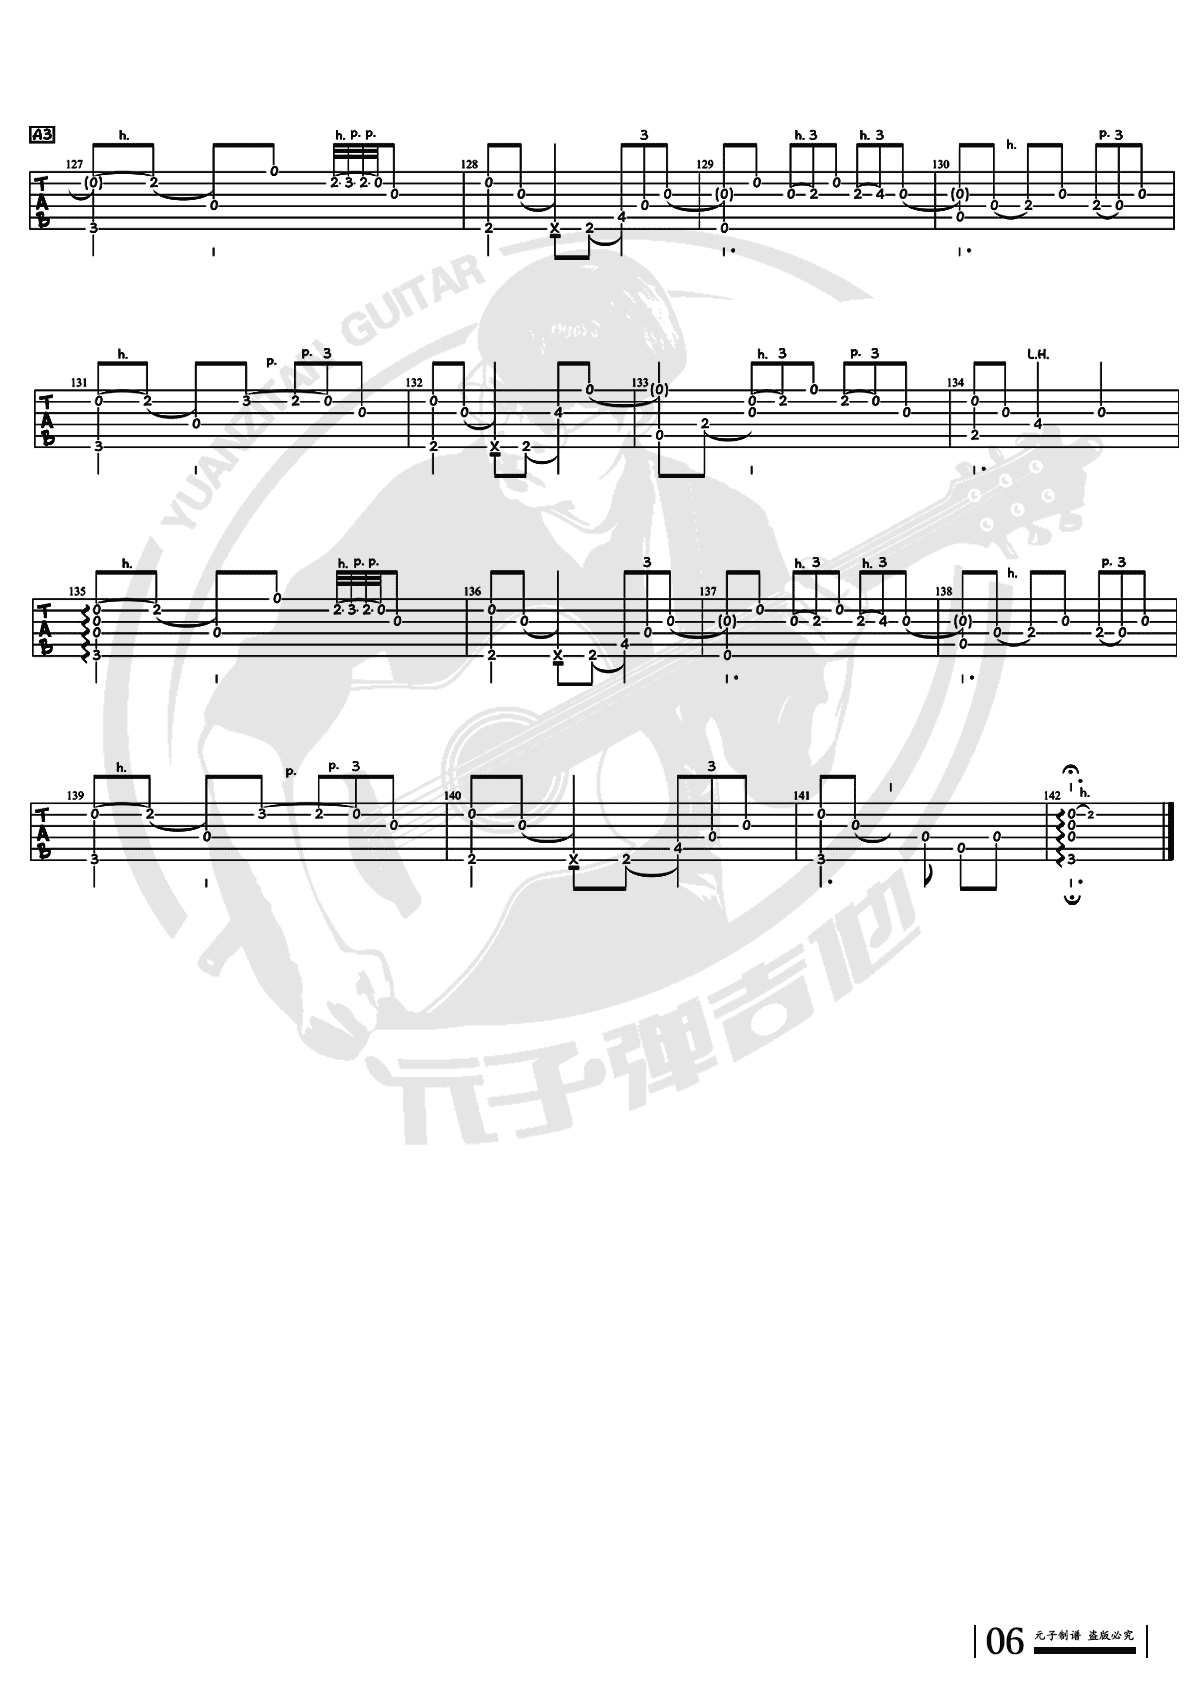 A3
h. h. p. p. 3 h. 3 h. 3 h. p. 3
127 128 129 130
T (0) 2 0 0 2 3 2 0 0 0 0 4 0 0 (0) 0 0 2 0 2 4 0 (0) 0 2 0 2 0 0
A
B 3 2 X 2 0 0
h. p. p. 3 h. 3 p. 3 L.H.
131 132 133 134
T 0 2 0 3 2 0 0 0 0 4 0 (0) 0 2 0 2 0 0 0 0 4 0
A
B 3 2 X 2 0 2 0 2
h. h. p. p. 3 h. 3 h. 3 h. p. 3
135 136 137 138
T 0 2 0 0 2 3 2 0 0 0 0 4 0 0 (0) 0 0 2 0 2 4 0 (0) 0 2 0 2 0 0
A 0
B 0
3 2 X 2 0 0
h. p. p. 3 3 h.
139 140 141 142
T 0 2 0 3 2 0 0 0 0 4 0 0 0 0 0 0 0 0 2
A 0
B 0
3 2 X 2 3 3
YUANZITAN GUITAR
元子弹吉他
06 元子制谱 盗版必究